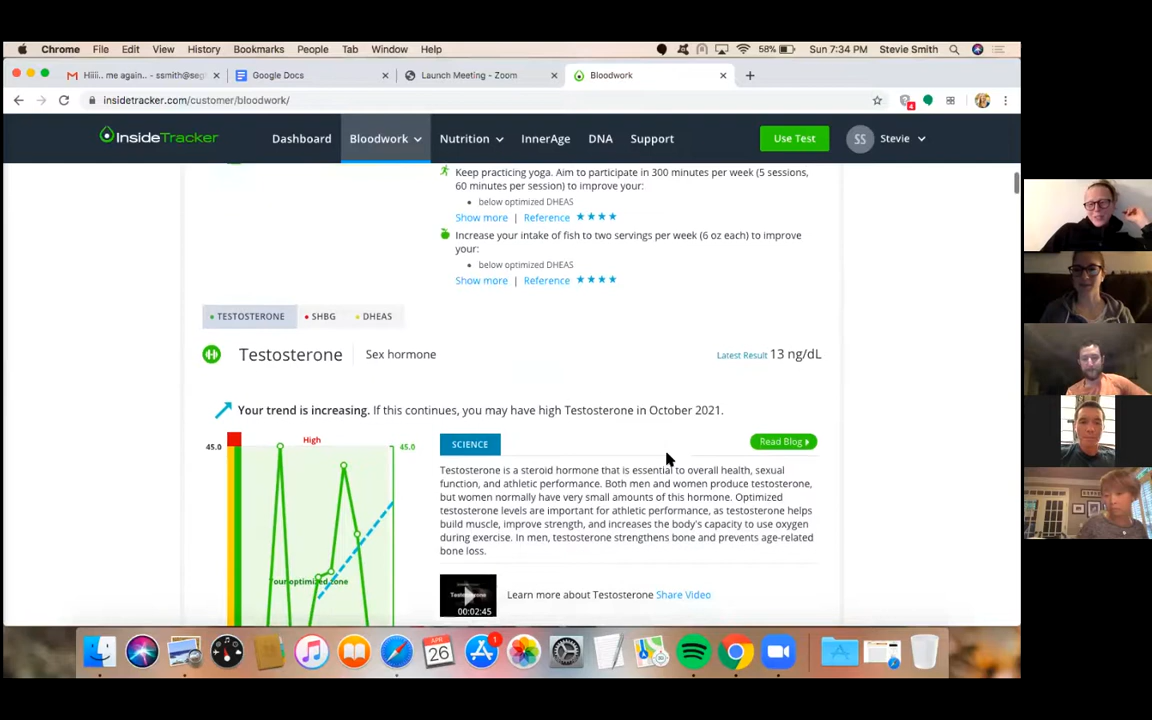 Chrome File Edit View History Bookmarks People Tab Window Help 58% Sun 7:34 PM Stevie Smith
Hiiii.. me again.. - ssmith@seg Google Docs Launch Meeting - Zoom Bloodwork
insidetracker.com/customer/bloodwork/
4
InsideTracker Dashboard Bloodwork Nutrition InnerAge DNA Support Use Test SS Stevie
Keep practicing yoga. Aim to participate in 300 minutes per week (5 sessions,
60 minutes per session) to improve your:
below optimized DHEAS
Show more | Reference
Increase your intake of fish to two servings per week (6 oz each) to improve
your:
below optimized DHEAS
Show more | Reference
TESTOSTERONE SHBG DHEAS
Testosterone Sex hormone Latest Result 13 ng/dL
Your trend is increasing. If this continues, you may have high Testosterone in October 2021.
45.0 High 45.0
Your optimized zone
SCIENCE Read Blog
Testosterone is a steroid hormone that is essential to overall health, sexual
function, and athletic performance. Both men and women produce testosterone,
but women normally have very small amounts of this hormone. Optimized
testosterone levels are important for athletic performance, as testosterone helps
build muscle, improve strength, and increases the body's capacity to use oxygen
during exercise. In men, testosterone strengthens bone and prevents age-related
bone loss.
Testosterone
00:02:45
Learn more about Testosterone Share Video
APR
26
1